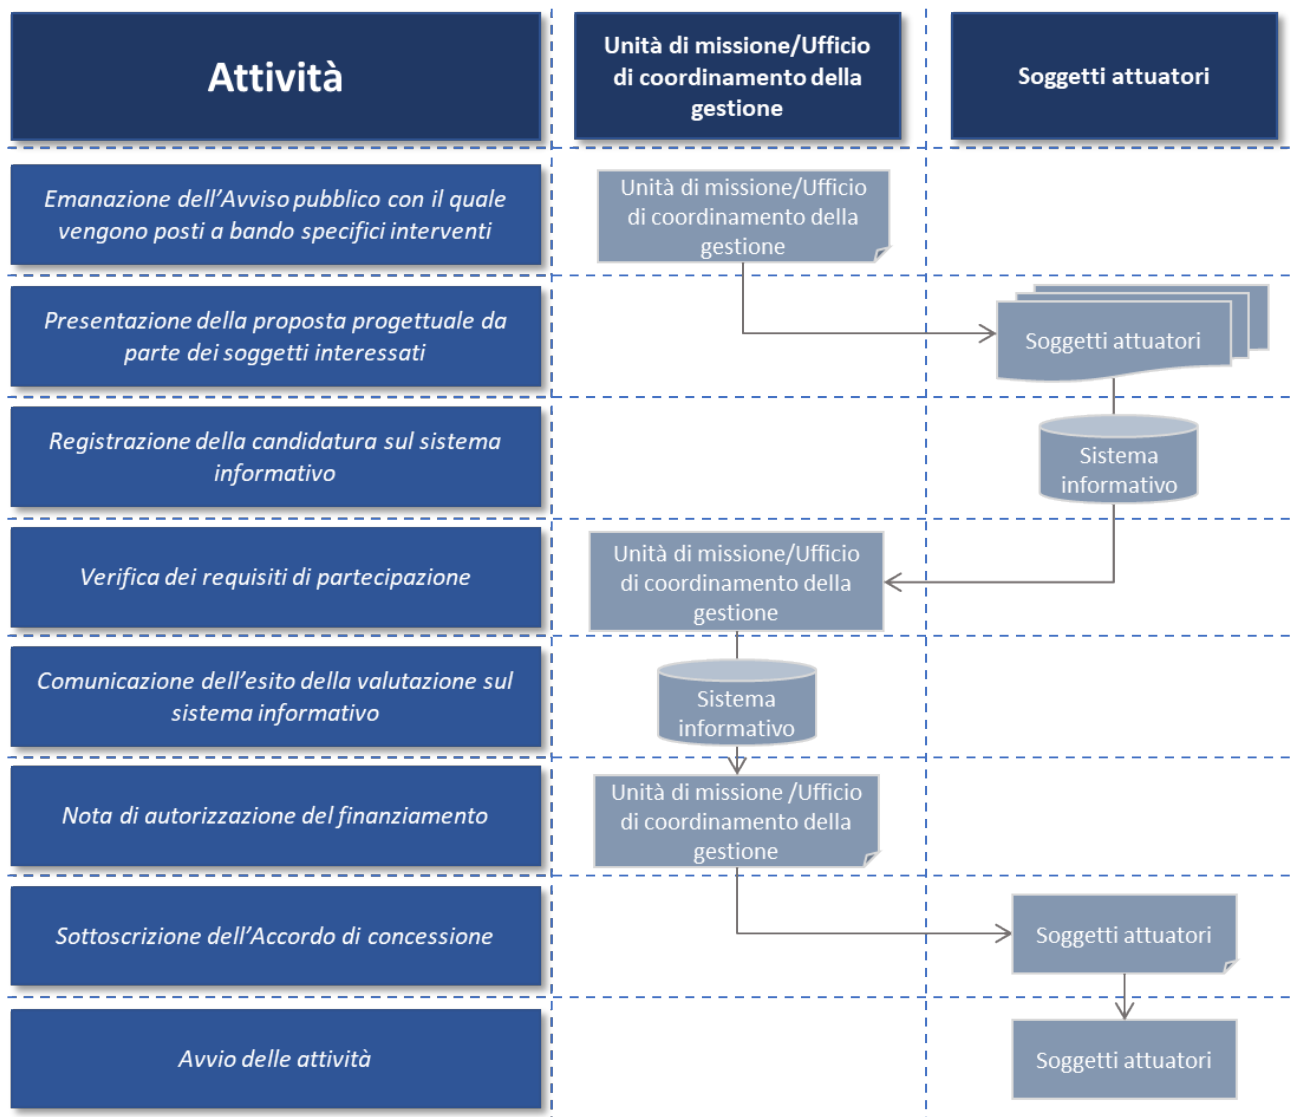 Attività
Unità di missione/Ufficio
di coordinamento della
gestione
Soggetti attuatori
Emanazione dell'Avviso pubblico con il quale
vengono posti a bando specifici interventi
Unità di missione/Ufficio
di coordinamento della
gestione
Presentazione della proposta progettuale da
parte dei soggetti interessati
Soggetti attuatori
Registrazione della candidatura sul sistema
informativo
Sistema
informativo
Verifica dei requisiti di partecipazione
Unità di missione/Ufficio
di coordinamento della
gestione
Comunicazione dell'esito della valutazione sul
sistema informativo
Sistema
informativo
Nota di autorizzazione del finanziamento
Unità di missione /Ufficio
di coordinamento della
gestione
Sottoscrizione dell'Accordo di concessione
Soggetti attuatori
Avvio delle attività
Soggetti attuatori